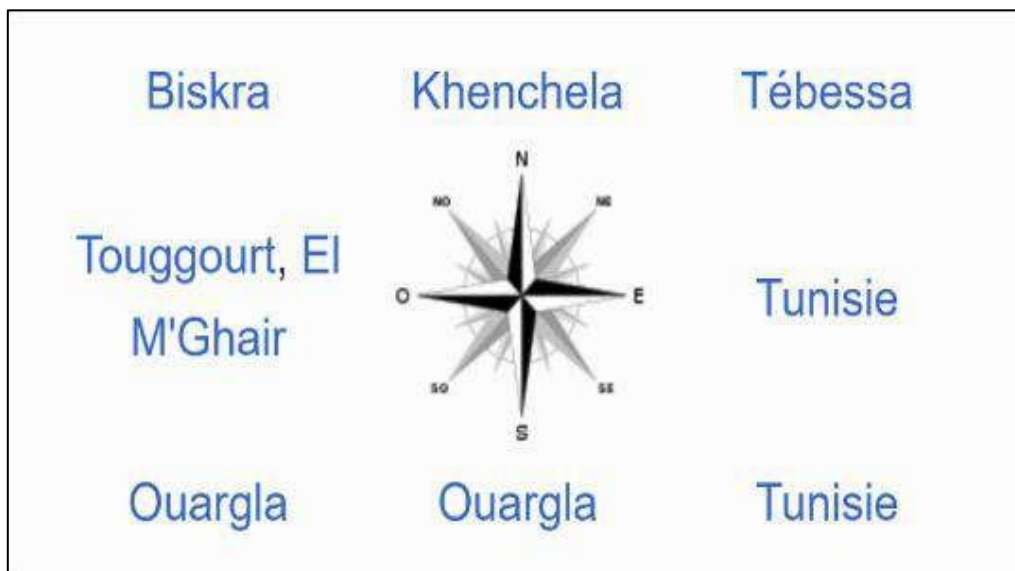 Biskra Khenchela Tébessa
N
NO NE
Touggourt, El
M'Ghair
O E
Tunisie
SO SE
S
Ouargla Ouargla Tunisie